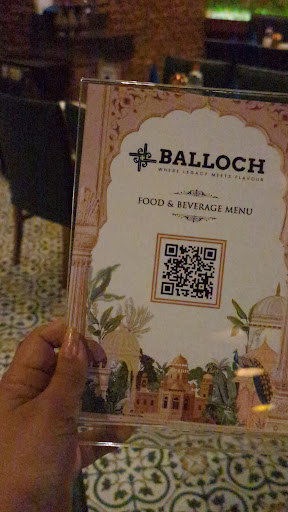 BALLOCH
WHERE LEGACY MEETS FLAVOUR
FOOD & BEVERAGE MENU